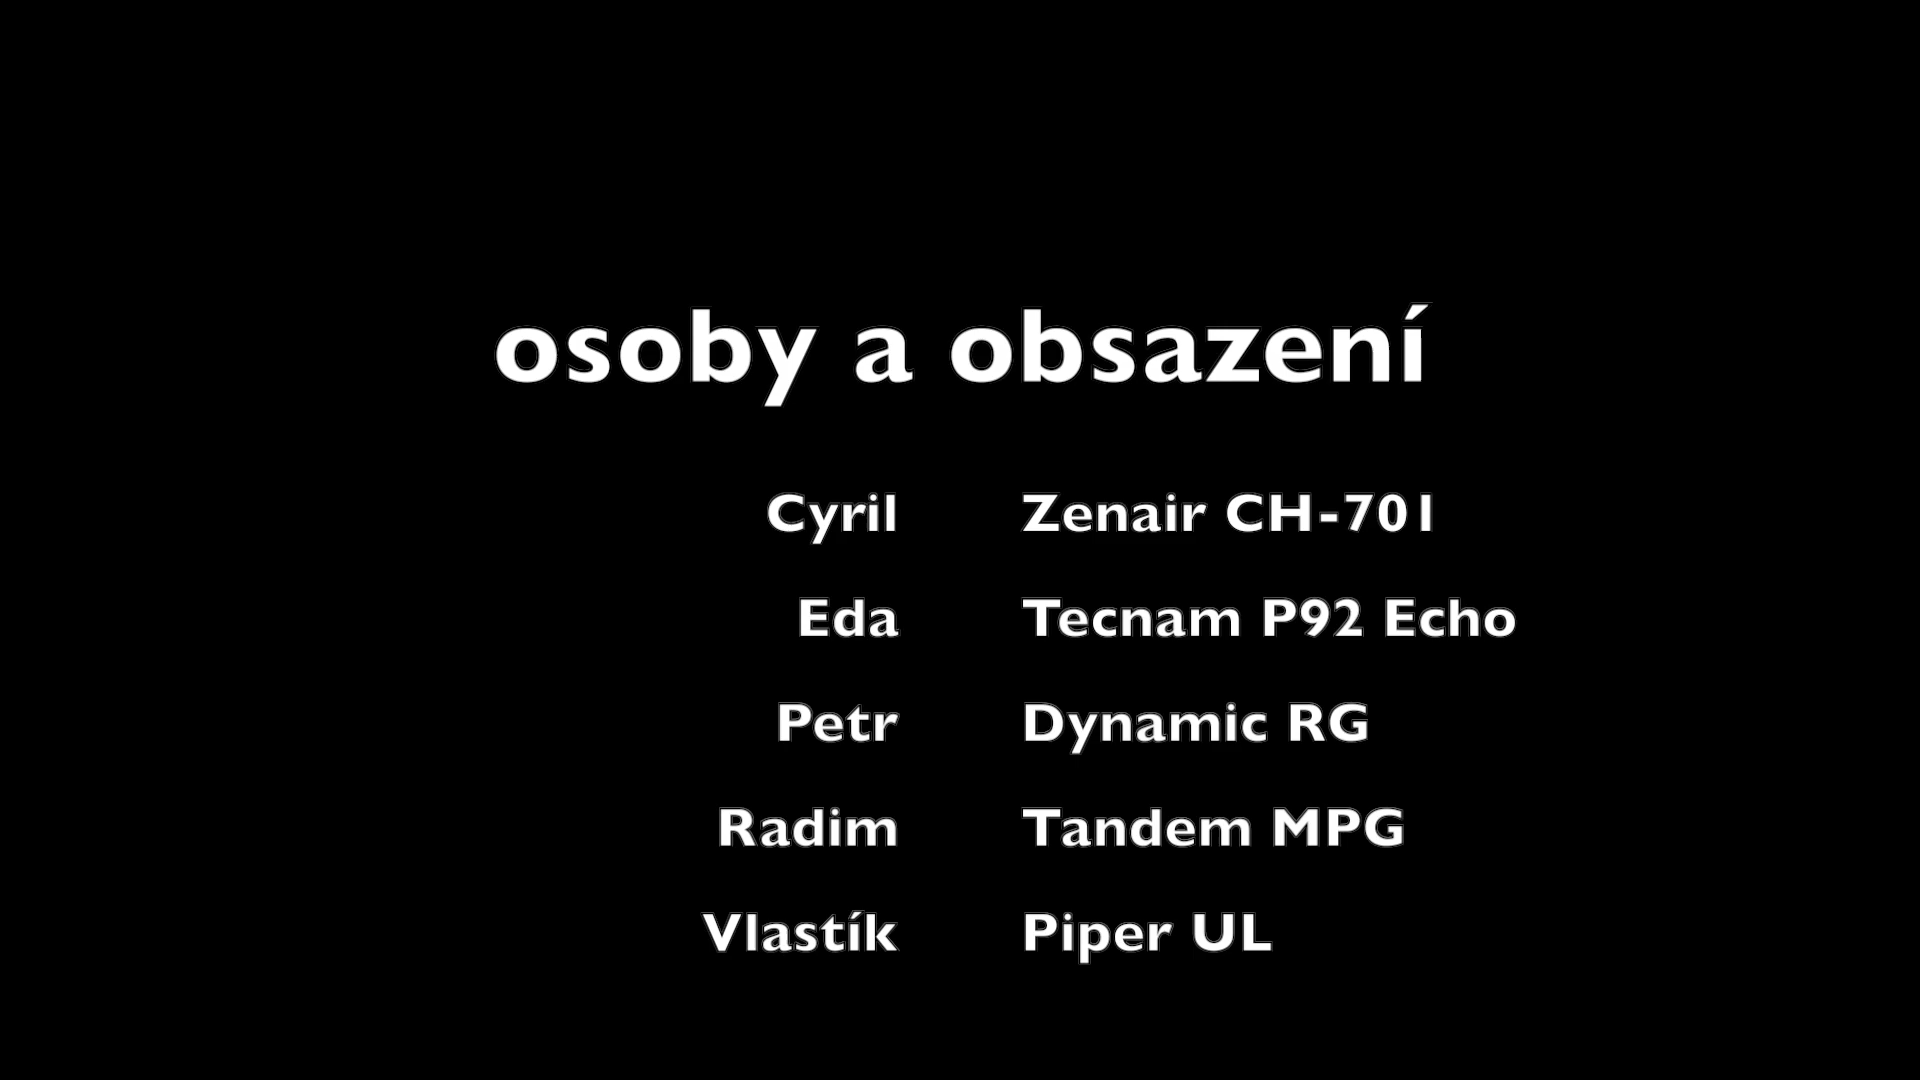 osoby a obsazení
Cyril Zenair CH-701
Eda Tecnam P92 Echo
Petr Dynamic RG
Radim Tandem MPG
Vlastík Piper UL